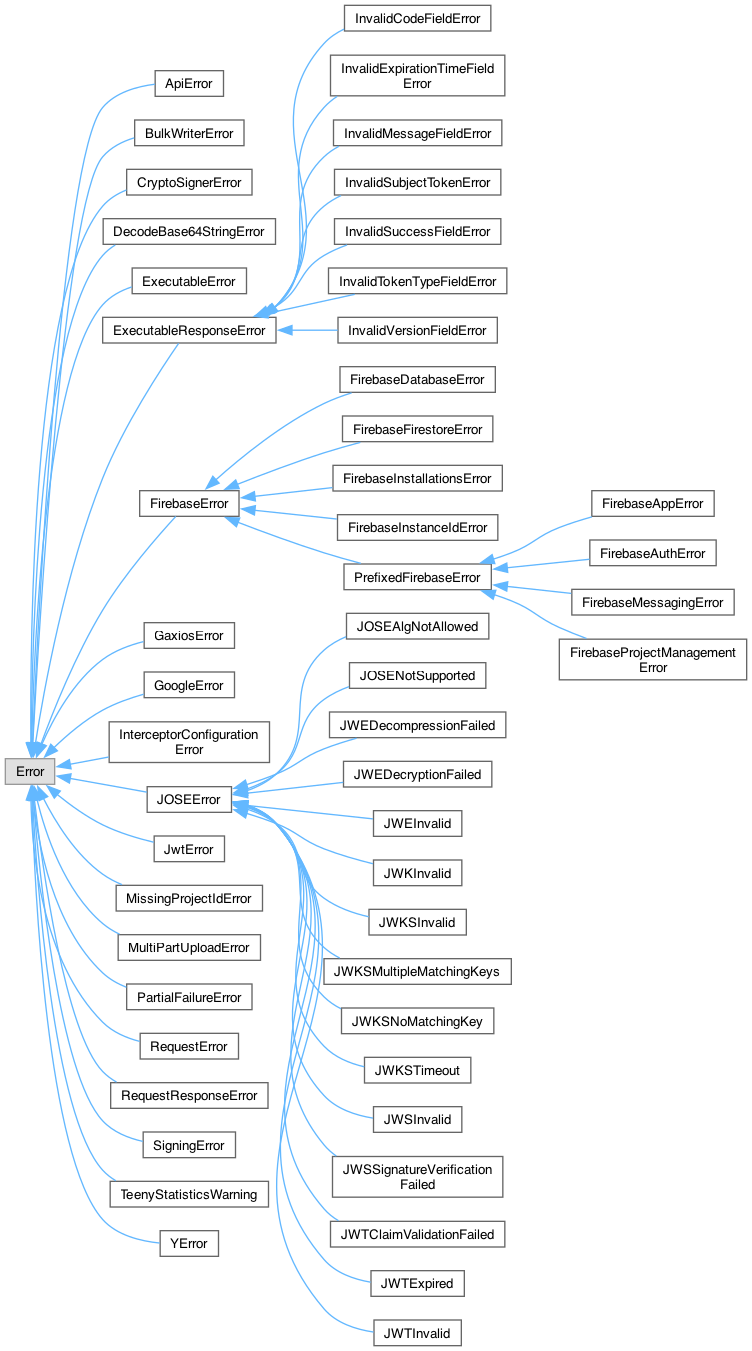 InvalidCodeFieldError
InvalidExpirationTimeField
Error
ApiError
BulkWriterError
InvalidMessageFieldError
CryptoSignerError
InvalidSubjectTokenError
DecodeBase64StringError
InvalidSuccessFieldError
ExecutableError
InvalidTokenTypeFieldError
ExecutableResponseError
InvalidVersionFieldError
FirebaseDatabaseError
FirebaseFirestoreError
FirebaseInstallationsError
FirebaseError
FirebaseAppError
FirebaseInstanceIdError
FirebaseAuthError
PrefixedFirebaseError
FirebaseMessagingError
JOSEAlgNotAllowed
GaxiosError
FirebaseProjectManagement
Error
JOSENotSupported
GoogleError
JWEDecompressionFailed
InterceptorConfiguration
Error
Error
JWEDecryptionFailed
JOSEError
JWEInvalid
JwtError
JWKInvalid
MissingProjectIdError
JWKSInvalid
MultiPartUploadError
JWKSMultipleMatchingKeys
PartialFailureError
JWKSNoMatchingKey
RequestError
JWKSTimeout
RequestResponseError
JWSInvalid
SigningError
JWSSignatureVerification
Failed
TeenyStatisticsWarning
JWTClaimValidationFailed
YError
JWTExpired
JWTInvalid